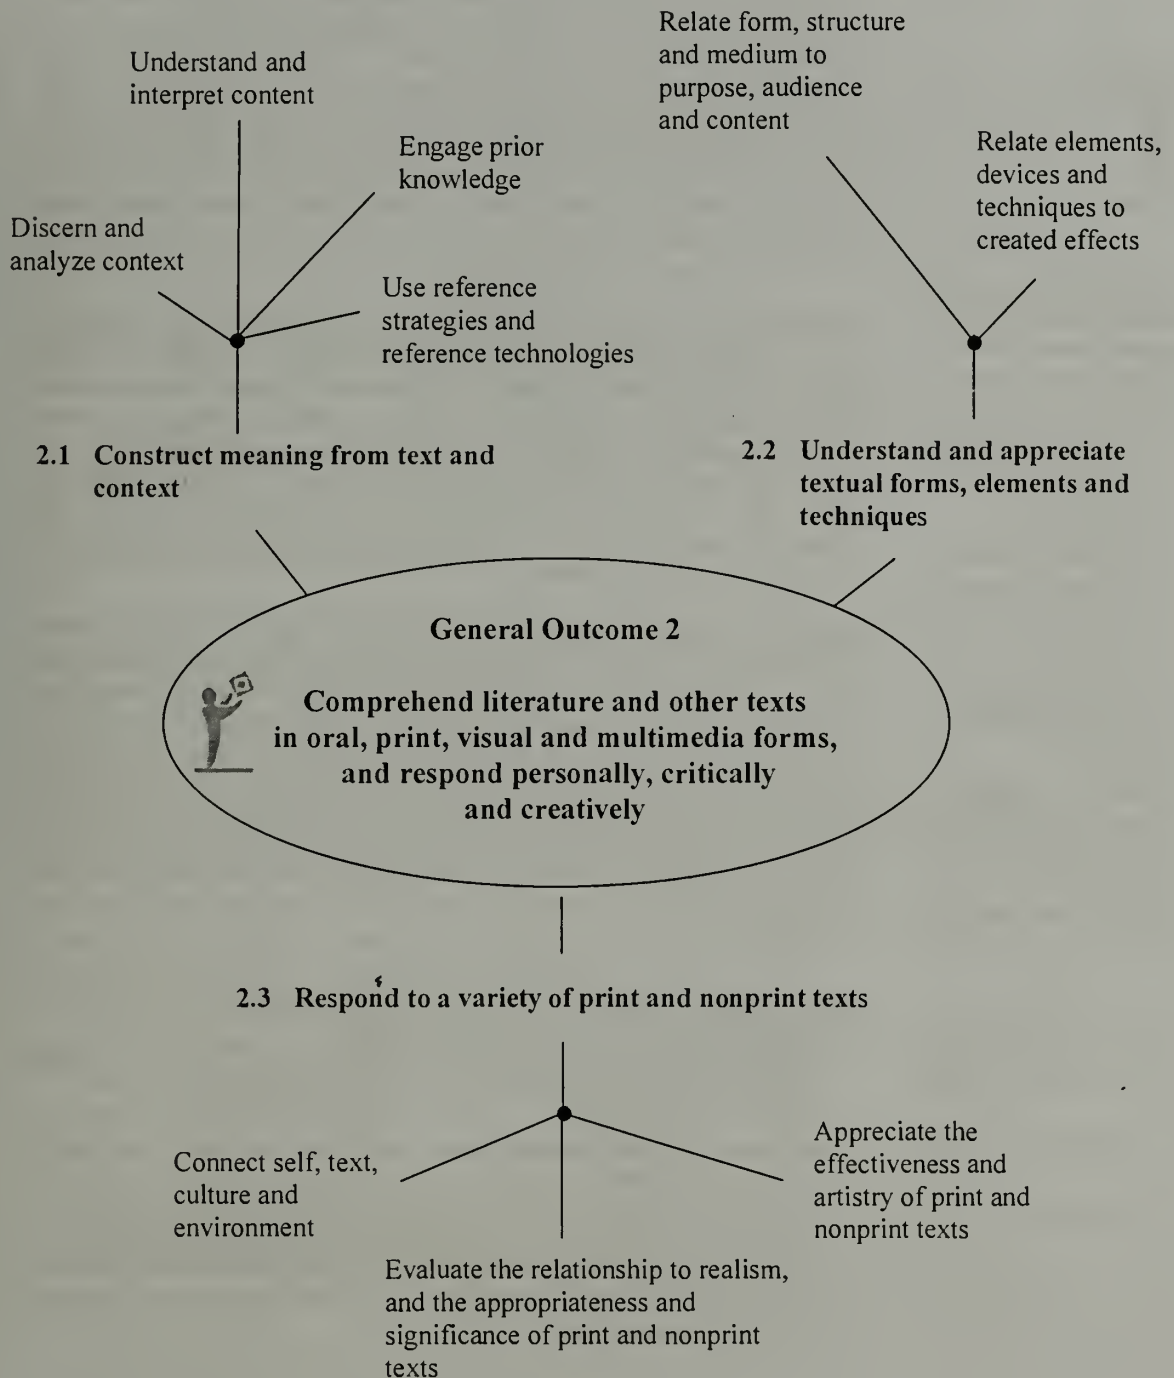 Understand and
interpret content
Engage prior
knowledge
Discern and
analyze context
Use reference
strategies and
reference technologies
2.1 Construct meaning from text and
context
Relate form, structure
and medium to
purpose, audience
and content
Relate elements,
devices and
techniques to
created effects
2.2 Understand and appreciate
textual forms, elements and
techniques
General Outcome 2
Comprehend literature and other texts
in oral, print, visual and multimedia forms,
and respond personally, critically
and creatively
2.3 Respond to a variety of print and nonprint texts
Connect self, text,
culture and
environment
Evaluate the relationship to realism,
and the appropriateness and
significance of print and nonprint
texts
Appreciate the
effectiveness and
artistry of print and
nonprint texts